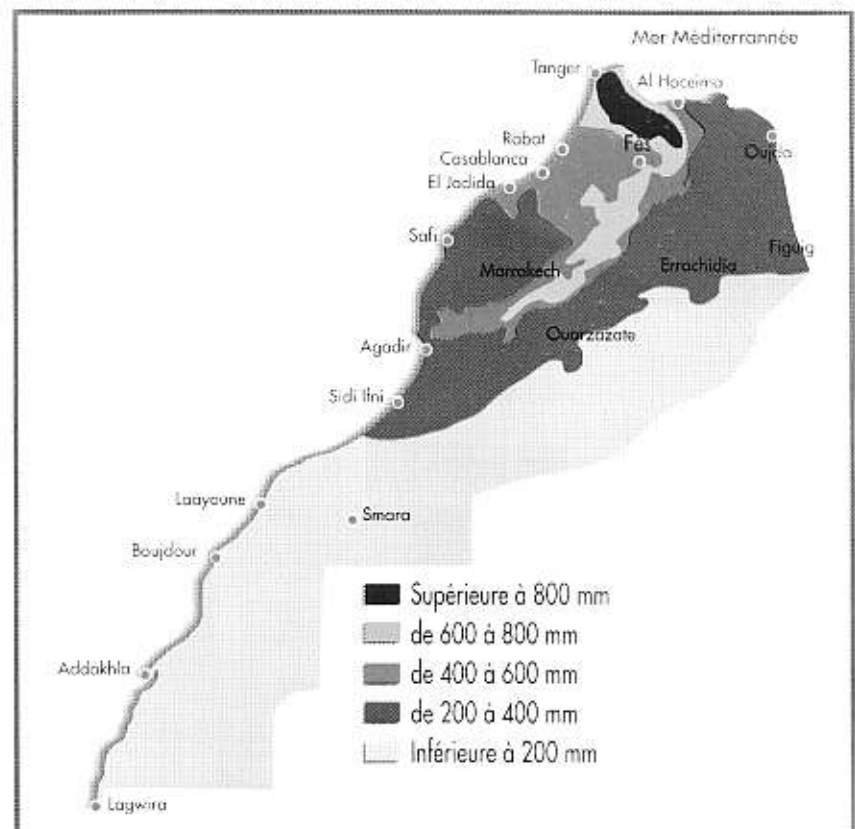 Mer Méditerrannée
Tanger
Al Hoceima
Rabat
Fès
Casablanca
Oujda
El Jadida
Safi
Figuig
Marrakech
Errachidia
Ouarzazate
Agadir
Sidi Ifni
Laayoune
Smara
Boujdour
Supérieure à 800 mm
de 600 à 800 mm
de 400 à 600 mm
Addakhla
de 200 à 400 mm
Inférieure à 200 mm
Lagwira